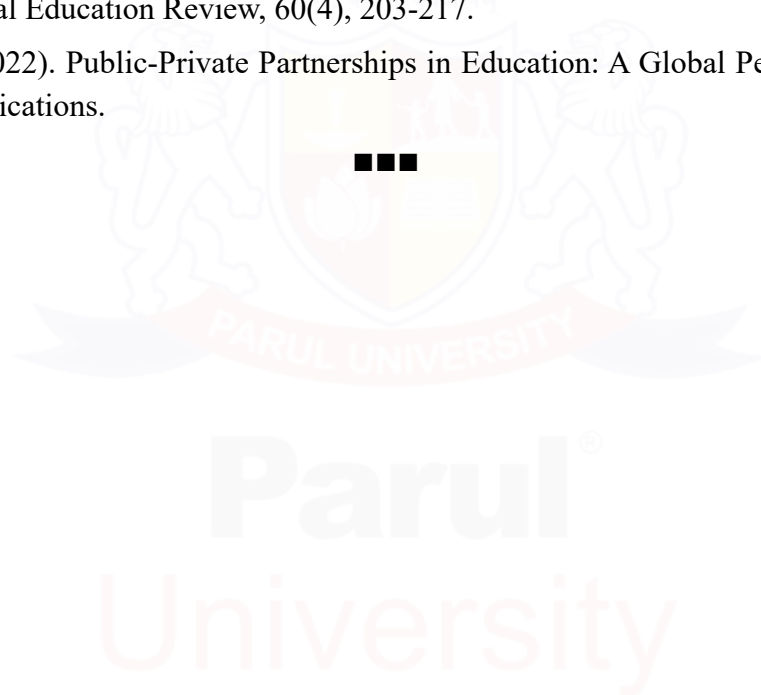 al Education Review, 60(4), 203-217.
022). Public-Private Partnerships in Education: A Global Pe
ications.
■■■
PARUL UNIVERSITY
Parul®
University